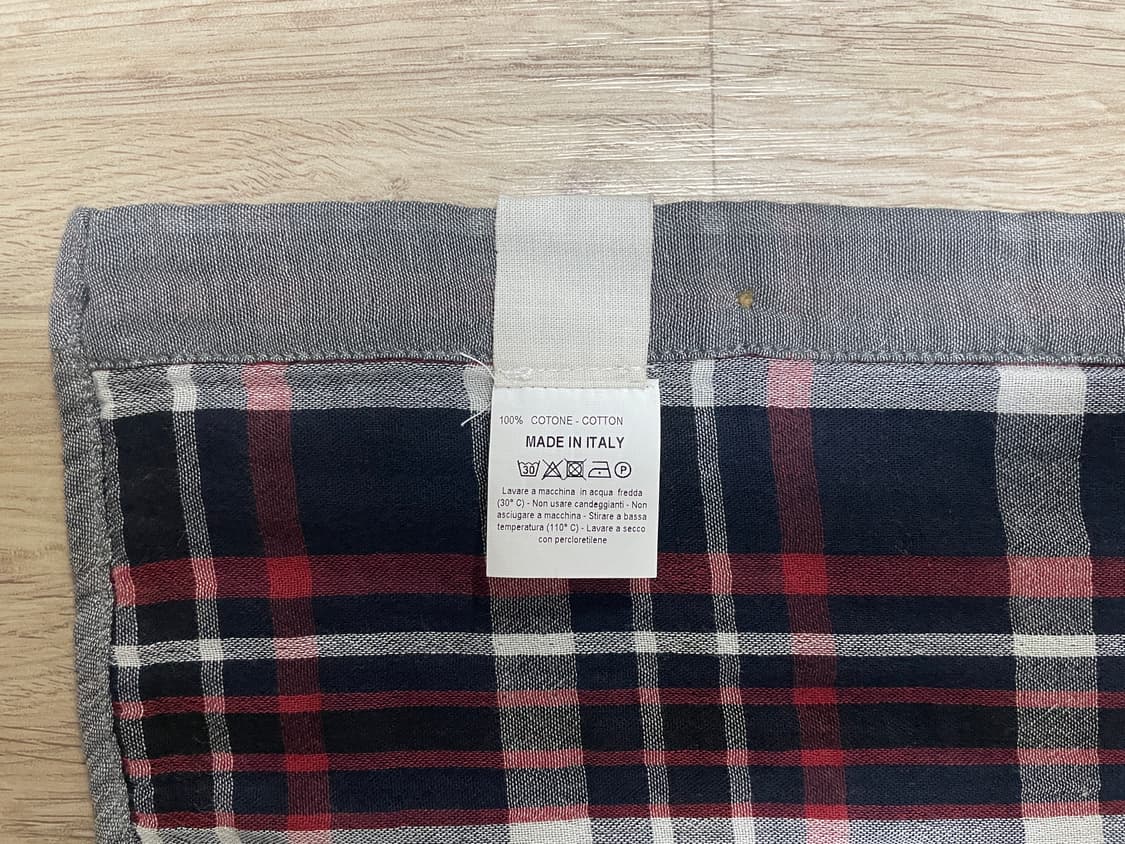 100% COTONE - COTTON
MADE IN ITALY
30 P
Lavare a macchina in acqua fredda
(30° C) - Non usare candeggianti - Non
asciugare a macchina - Stirare a bassa
temperatura (110° C) - Lavare a secco
con percloretilene